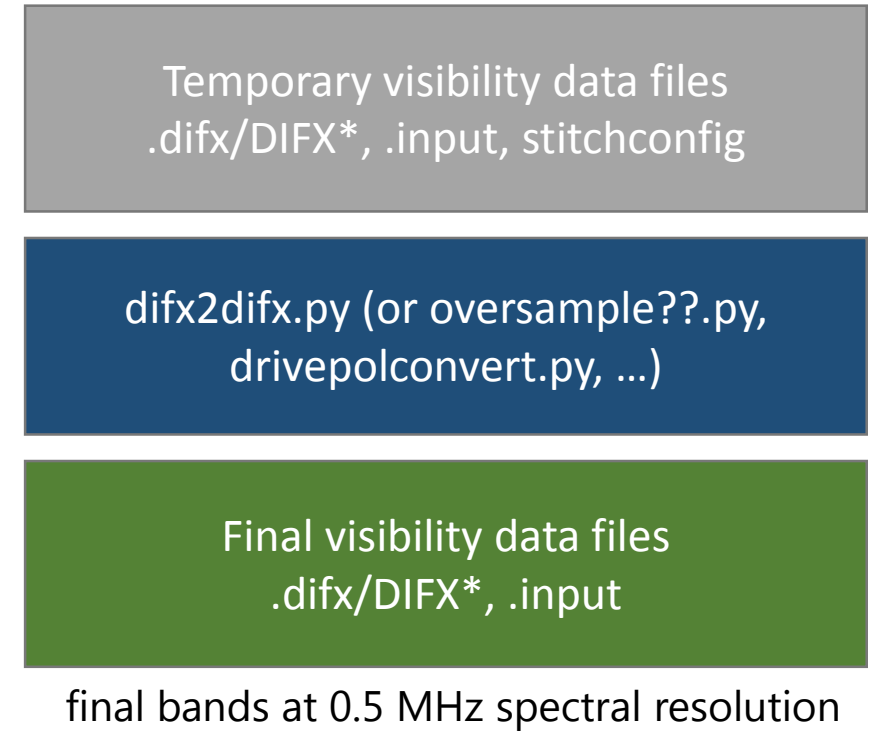 Temporary visibility data files
.difx/DIFX*, .input, stitchconfig
difx2difx.py (or oversample??.py,
drivepolconvert.py, …)
Final visibility data files
.difx/DIFX*, .input
final bands at 0.5 MHz spectral resolution